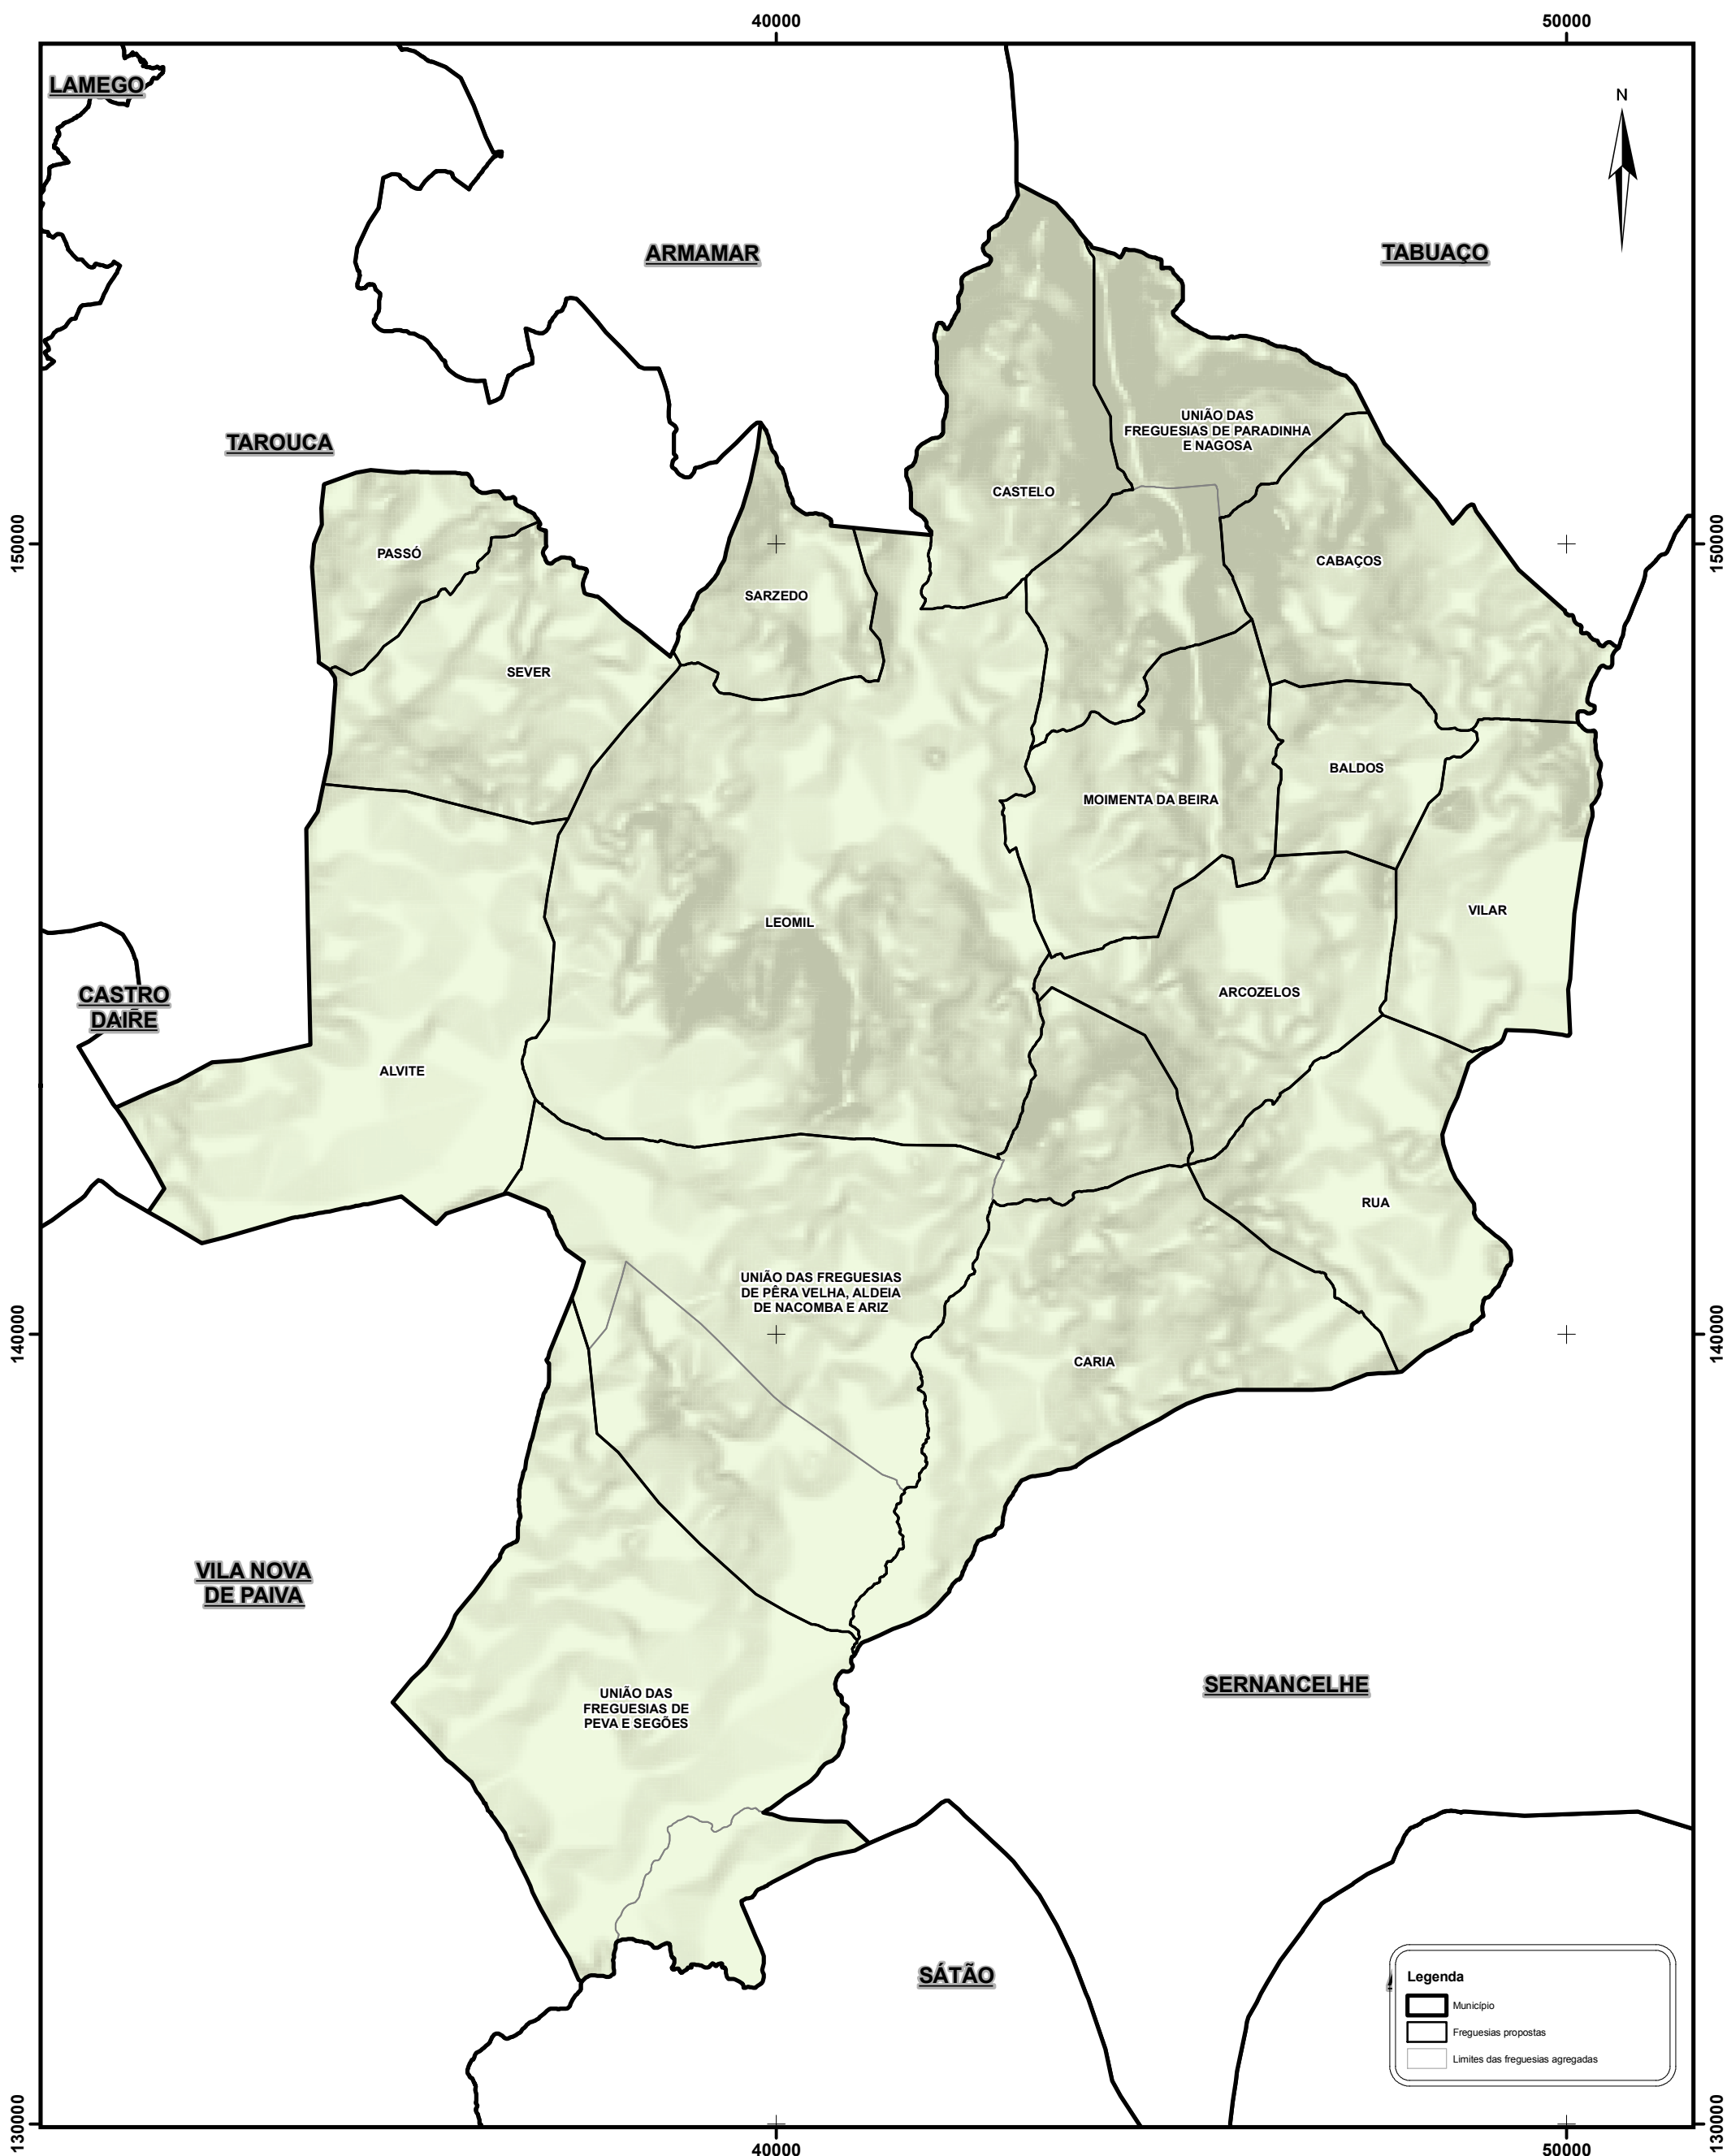 40000
50000
LAMEGO
N
ARMAMAR
TABUAÇO
UNIÃO DAS
FREGUESIAS DE PARADINHA
E NAGOSA
TAROUCA
CASTELO
150000
150000
PASSÓ
CABAÇOS
SARZEDO
SEVER
BALDOS
MOIMENTA DA BEIRA
VILAR
LEOMIL
CASTRO
DAIRE
ARCOZELOS
ALVITE
RUA
UNIÃO DAS FREGUESIAS
DE PÊRA VELHA, ALDEIA
DE NACOMBA E ARIZ
140000
140000
CARIA
VILA NOVA
DE PAIVA
SERNANCELHE
UNIÃO DAS
FREGUESIAS DE
PEVA E SEGÕES
SÁTÃO
Legenda
Município
Freguesias propostas
Limites das freguesias agregadas
130000
130000
40000
50000